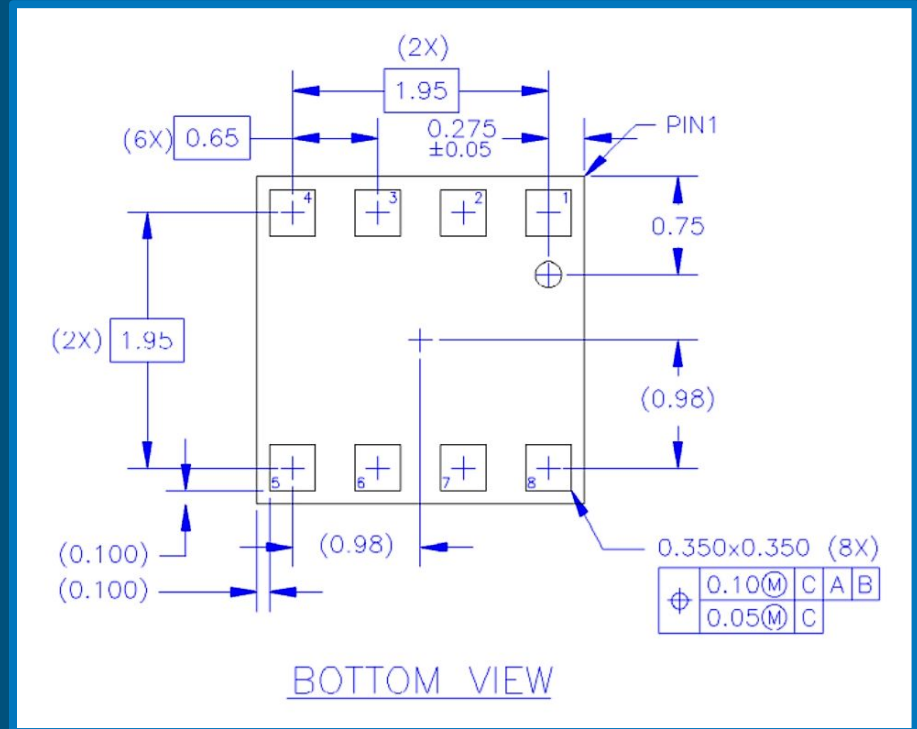 (2X)
1.95
(6X) 0.65
0.275
±0.05
PIN1
4 3 2 1
0.75
(2X) 1.95
(0.98)
5 6 7 8
(0.100)
(0.98)
(0.100)
0.350x0.350 (8X)
⌖ 0.10Ⓜ C A B
0.05Ⓜ C
BOTTOM VIEW